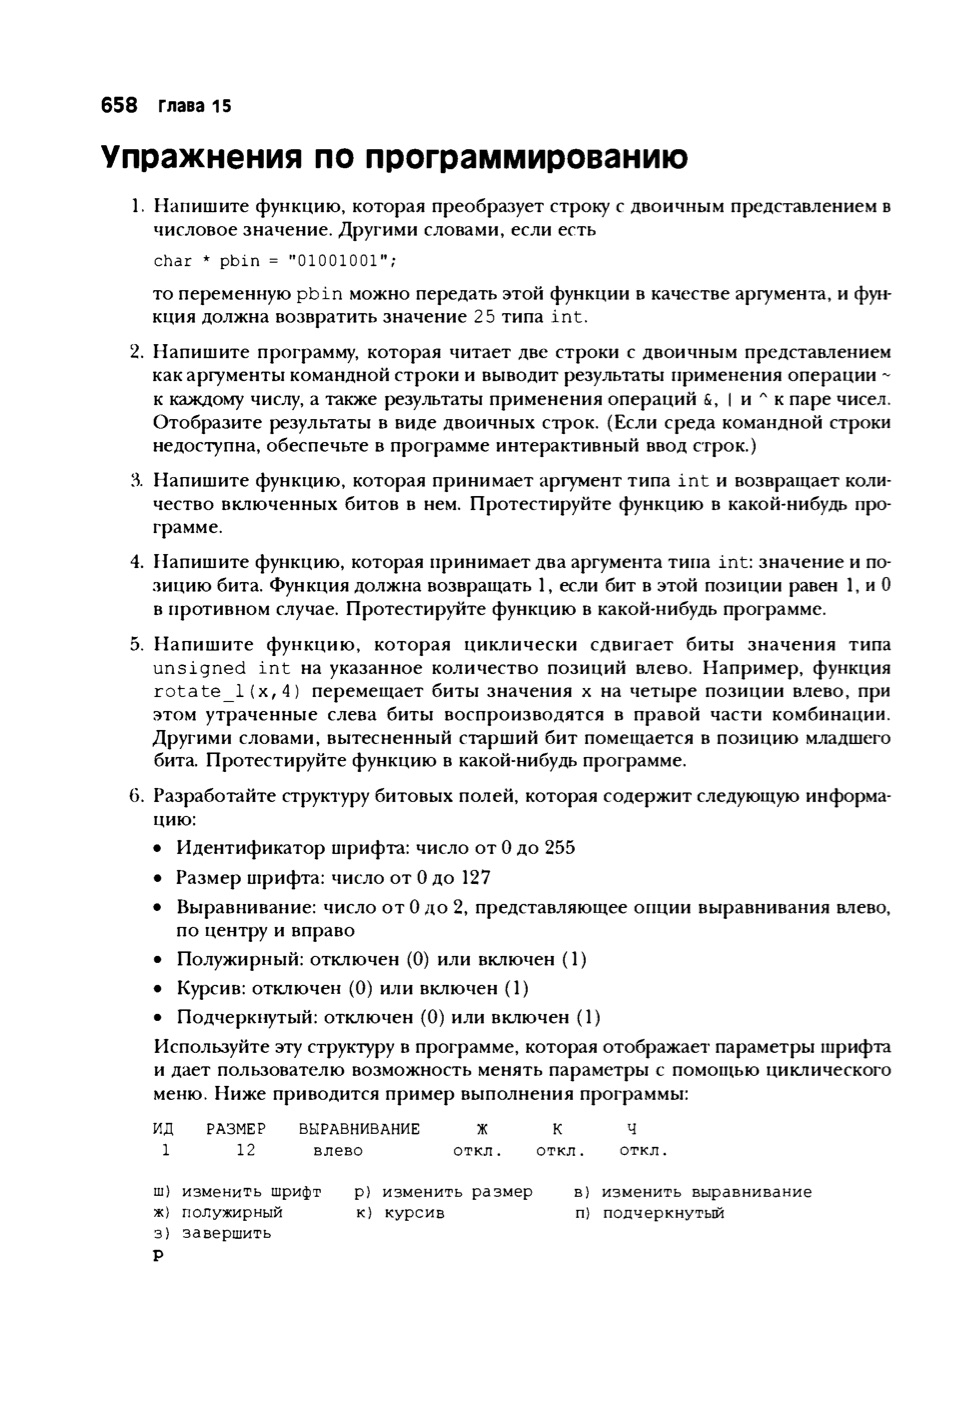 658 Глава 15
Упражнения по программированию
1. Напишите функцию, которая преобразует строку с двоичным представлением в
числовое значение. Другими словами, если есть
char * pbin = "01001001";
то переменную pbin можно передать этой функции в качестве аргумента, и фун-
кция должна возвратить значение 25 типа int.
2. Напишите программу, которая читает две строки с двоичным представлением
как аргументы командной строки и выводит результаты применения операции ~
к каждому числу, а также результаты применения операций &, | и ^ к паре чисел.
Отобразите результаты в виде двоичных строк. (Если среда командной строки
недоступна, обеспечьте в программе интерактивный ввод строк.)
3. Напишите функцию, которая принимает аргумент типа int и возвращает коли-
чество включенных битов в нем. Протестируйте функцию в какой-нибудь про-
грамме.
4. Напишите функцию, которая принимает два аргумента типа int: значение и по-
зицию бита. Функция должна возвращать 1, если бит в этой позиции равен 1, и 0
в противном случае. Протестируйте функцию в какой-нибудь программе.
5. Напишите функцию, которая циклически сдвигает биты значения типа
unsigned int на указанное количество позиций влево. Например, функция
rotate_l(x,4) перемещает биты значения x на четыре позиции влево, при
этом утраченные слева биты воспроизводятся в правой части комбинации.
Другими словами, вытесненный старший бит помещается в позицию младшего
бита. Протестируйте функцию в какой-нибудь программе.
6. Разработайте структуру битовых полей, которая содержит следующую информа-
цию:
• Идентификатор шрифта: число от 0 до 255
• Размер шрифта: число от 0 до 127
• Выравнивание: число от 0 до 2, представляющее опции выравнивания влево,
по центру и вправо
• Полужирный: отключен (0) или включен (1)
• Курсив: отключен (0) или включен (1)
• Подчеркнутый: отключен (0) или включен (1)
Используйте эту структуру в программе, которая отображает параметры шрифта
и дает пользователю возможность менять параметры с помощью циклического
меню. Ниже приводится пример выполнения программы:
ИД РАЗМЕР ВЫРАВНИВАНИЕ Ж К Ч
1 12 влево откл. откл. откл.
ш) изменить шрифт р) изменить размер в) изменить выравнивание
ж) полужирный к) курсив п) подчеркнутый
з) завершить
р